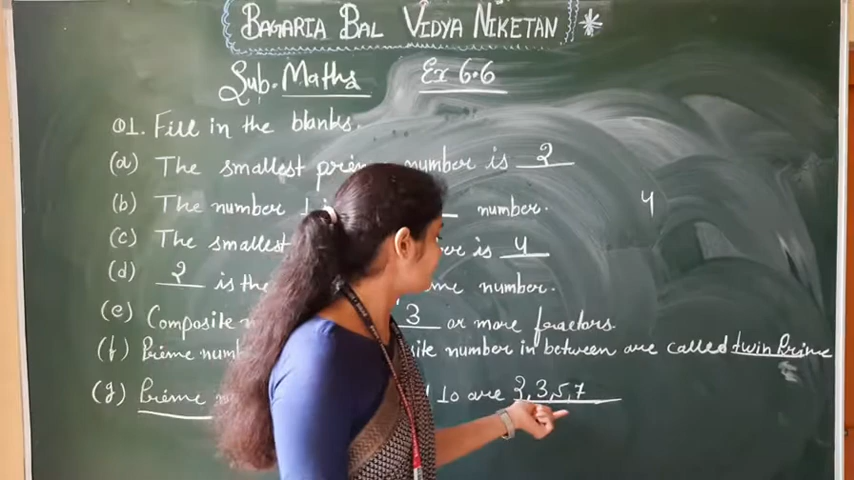 BAGARIA BAL VIDYA NIKETAN
Sub. Maths Ex 6.6
Q1. Fill in the blanks.
(a) The smallest prime number is 2
(b) The number 1 number.
4
(c) The smallest is 4
(d) 2 is the number.
(e) Composite 3 or more factors.
(f) Prime number in between are called twin Prime
(g) Prime 10 are 2, 3, 5, 7